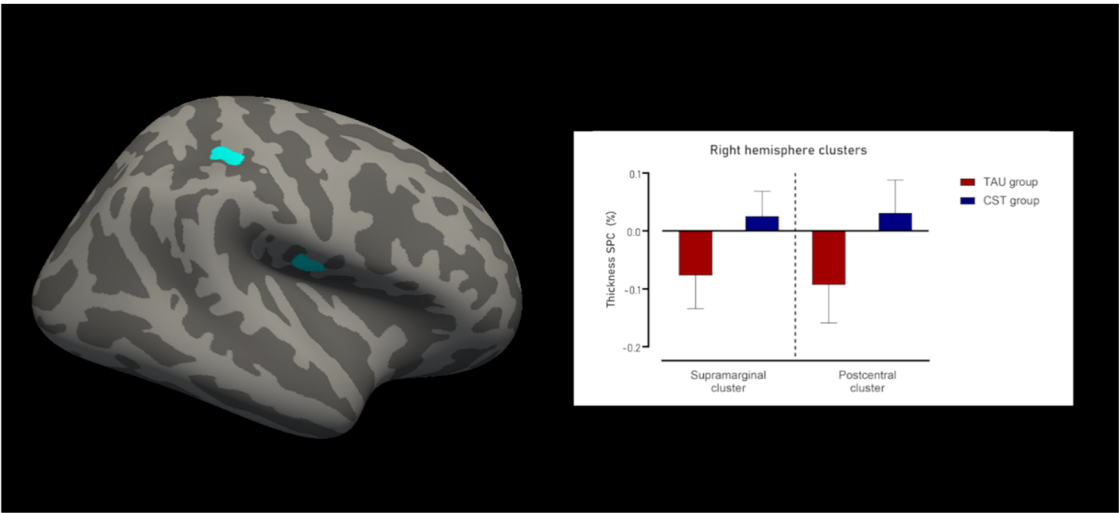 Right hemisphere clusters
TAU group
CST group
Thickness SPC (%)
0.1
0.0
-0.1
-0.2
Supramarginal
cluster
Postcentral
cluster